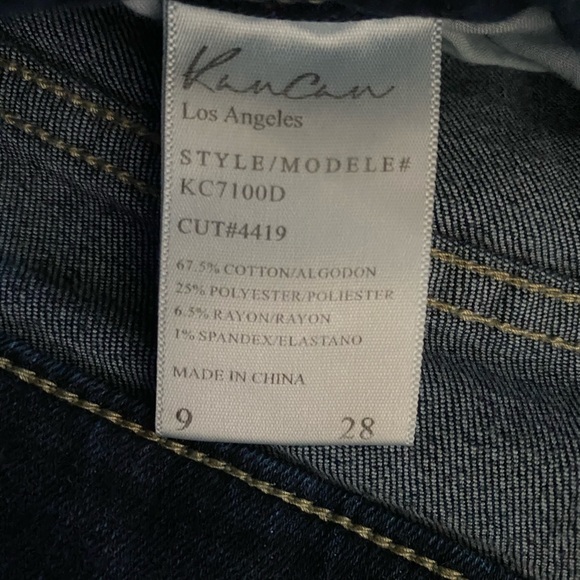 KanCan
Los Angeles
STYLE/MODELE#
KC7100D
CUT#4419
67.5% COTTON/ALGODON
25% POLYESTER/POLIESTER
6.5% RAYON/RAYON
1% SPANDEX/ELASTANO
MADE IN CHINA
9 28